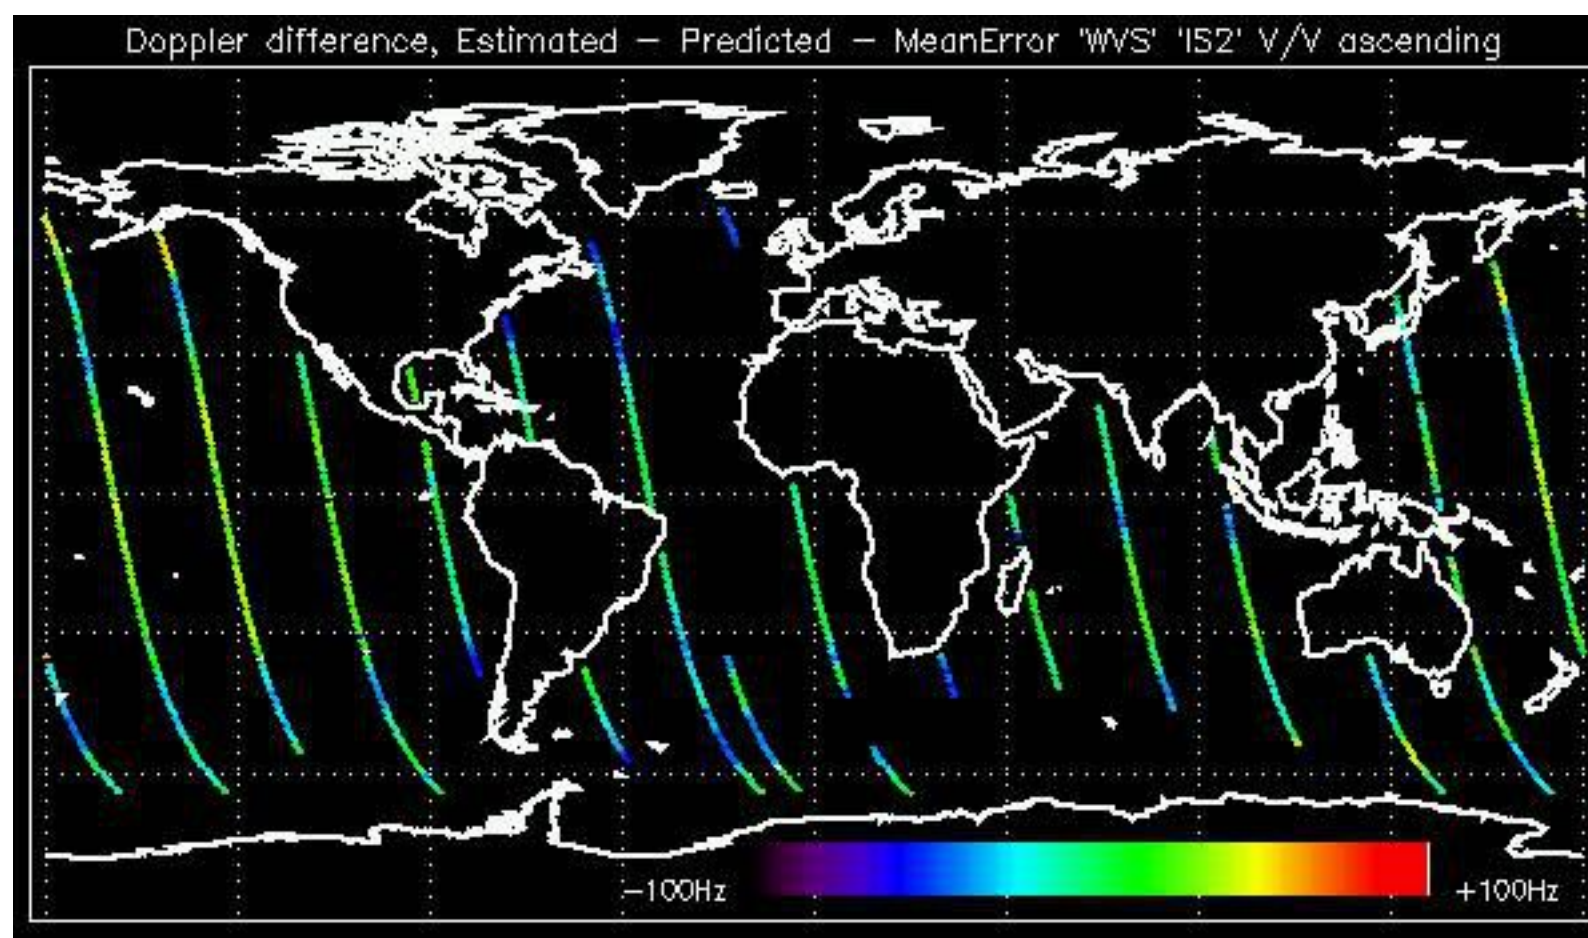 Doppler difference, Estimated – Predicted – MeanError 'WVS' 'IS2' V/V ascending
−100Hz +100Hz